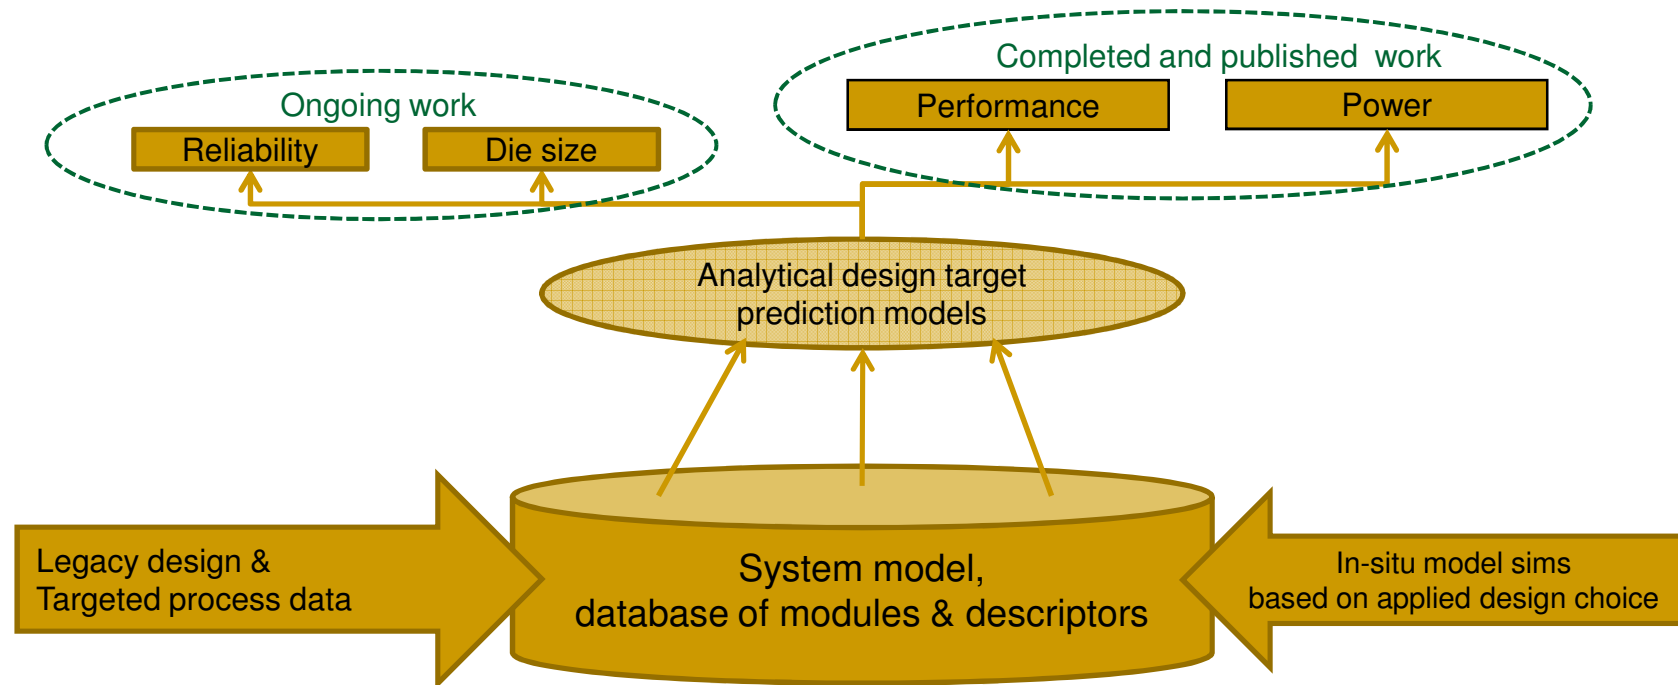 Completed and published work
Performance
Power
Ongoing work
Reliability
Die size
Analytical design target
prediction models
Legacy design &
Targeted process data
System model,
database of modules & descriptors
In-situ model sims
based on applied design choice